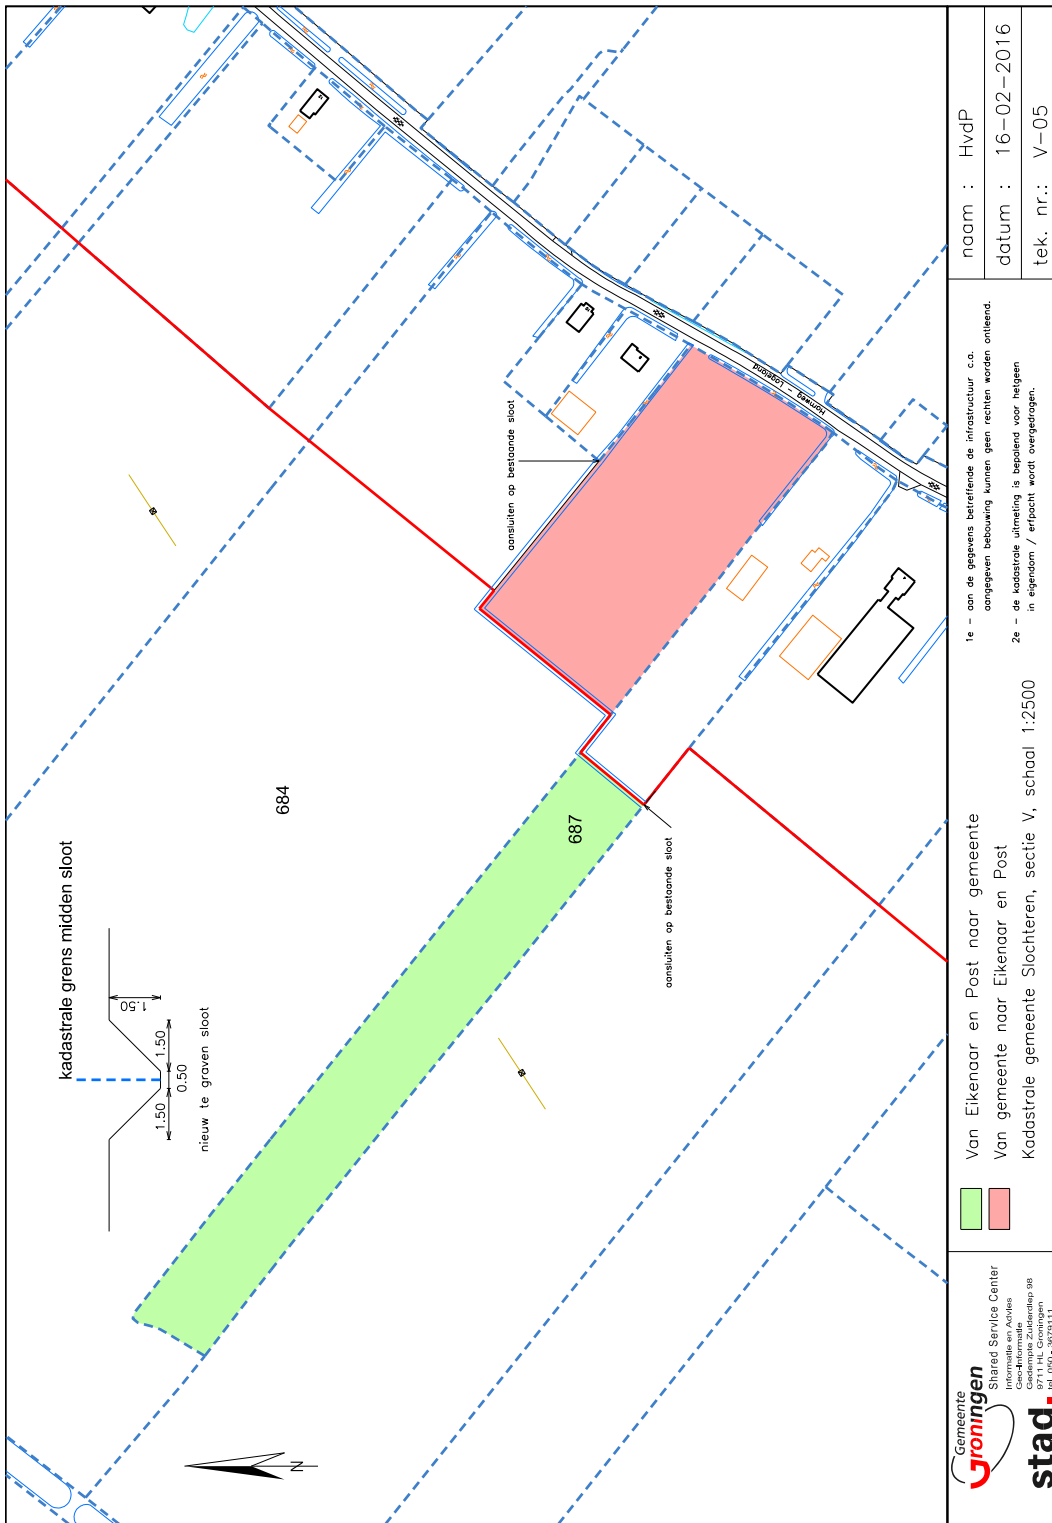 kadastrale grens midden sloot
1.50
1.50
0.50
1.50
nieuw te graven sloot
684
687
aansluiten op bestaande sloot
aansluiten op bestaande sloot
Hamweg - Lageland
N
Gemeente
Groningen
stad.
Shared Service Center
Informatie en Advies
Geo-Informatie
Gedempte Zuiderdiep 98
9711 HL Groningen
tel. 050 - 3679111
Van Eikenaar en Post naar gemeente
Van gemeente naar Eikenaar en Post
Kadastrale gemeente Slochteren, sectie V, schaal 1:2500
1e - aan de gegevens betreffende de infrastructuur c.a.
aangegeven bebouwing kunnen geen rechten worden ontleend.
2e - de kadastrale uitmeting is bepalend voor hetgeen
in eigendom / erfpacht wordt overgedragen.
naam : HvdP
datum : 16-02-2016
tek. nr.: V-05